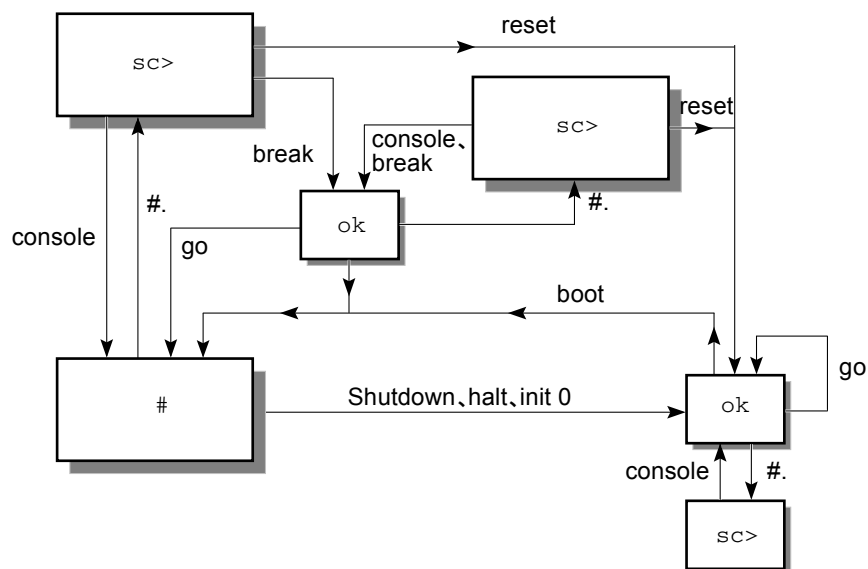 reset
sc>
sc>
reset
console、
break
break
#.
#.
ok
console
go
boot
go
#
Shutdown、halt、init 0
ok
console
#.
sc>